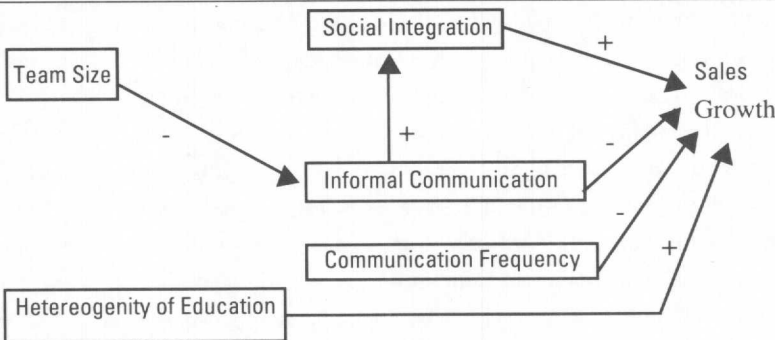 Social Integration
+
Team Size
Sales
Growth
-
+
-
Informal Communication
-
Communication Frequency
+
Hetereogenity of Education